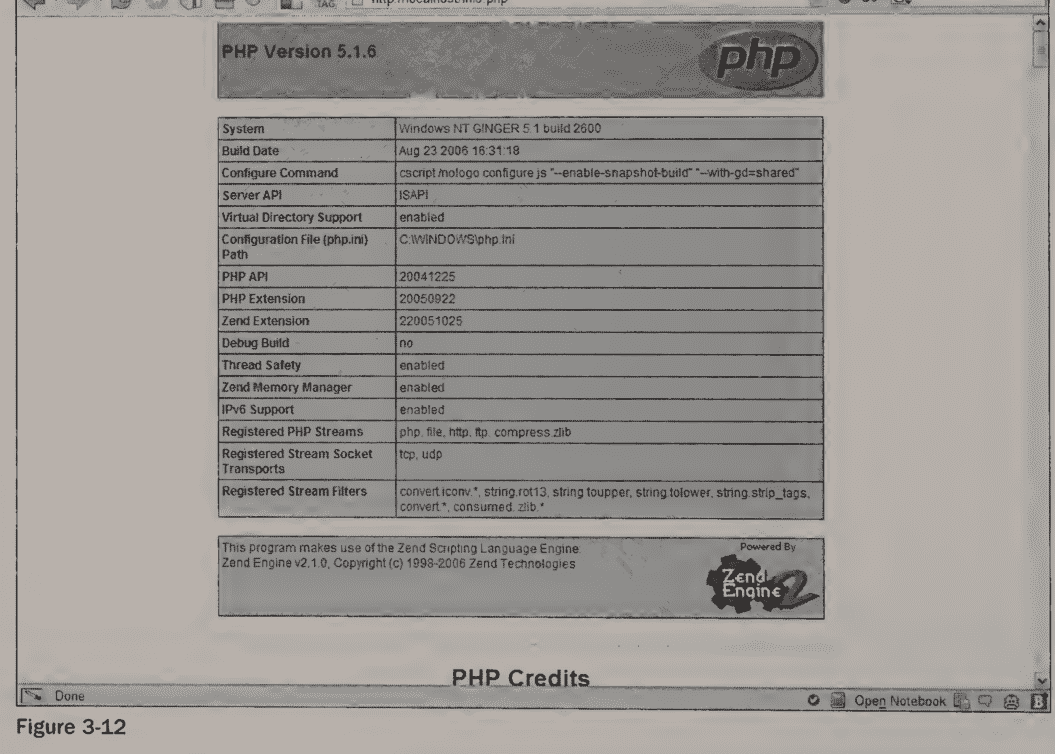 TAG
PHP Version 5.1.6
php
System Windows NT GINGER 5.1 build 2600
Build Date Aug 23 2006 16:31:18
Configure Command cscript /nologo configure.js "--enable-snapshot-build" "--with-gd=shared"
Server API ISAPI
Virtual Directory Support enabled
Configuration File (php.ini) C:\WINDOWS\php.ini
Path
PHP API 20041225
PHP Extension 20050922
Zend Extension 220051025
Debug Build no
Thread Safety enabled
Zend Memory Manager enabled
IPv6 Support enabled
Registered PHP Streams php, file, http, ftp, compress.zlib
Registered Stream Socket tcp, udp
Transports
Registered Stream Filters convert.iconv.*, string.rot13, string.toupper, string.tolower, string.strip_tags,
convert.*, consumed, zlib.*
This program makes use of the Zend Scripting Language Engine:
Zend Engine v2.1.0, Copyright (c) 1998-2006 Zend Technologies
Powered By
Zend
Engine 2
PHP Credits
Done
Open Notebook
Figure 3-12